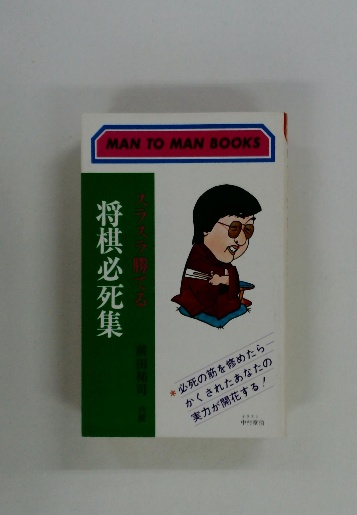 MAN TO MAN BOOKS
スラスラ勝てる
将棋必死集
*必死の筋を修めたら
かくされたあなたの
実力が開花する!